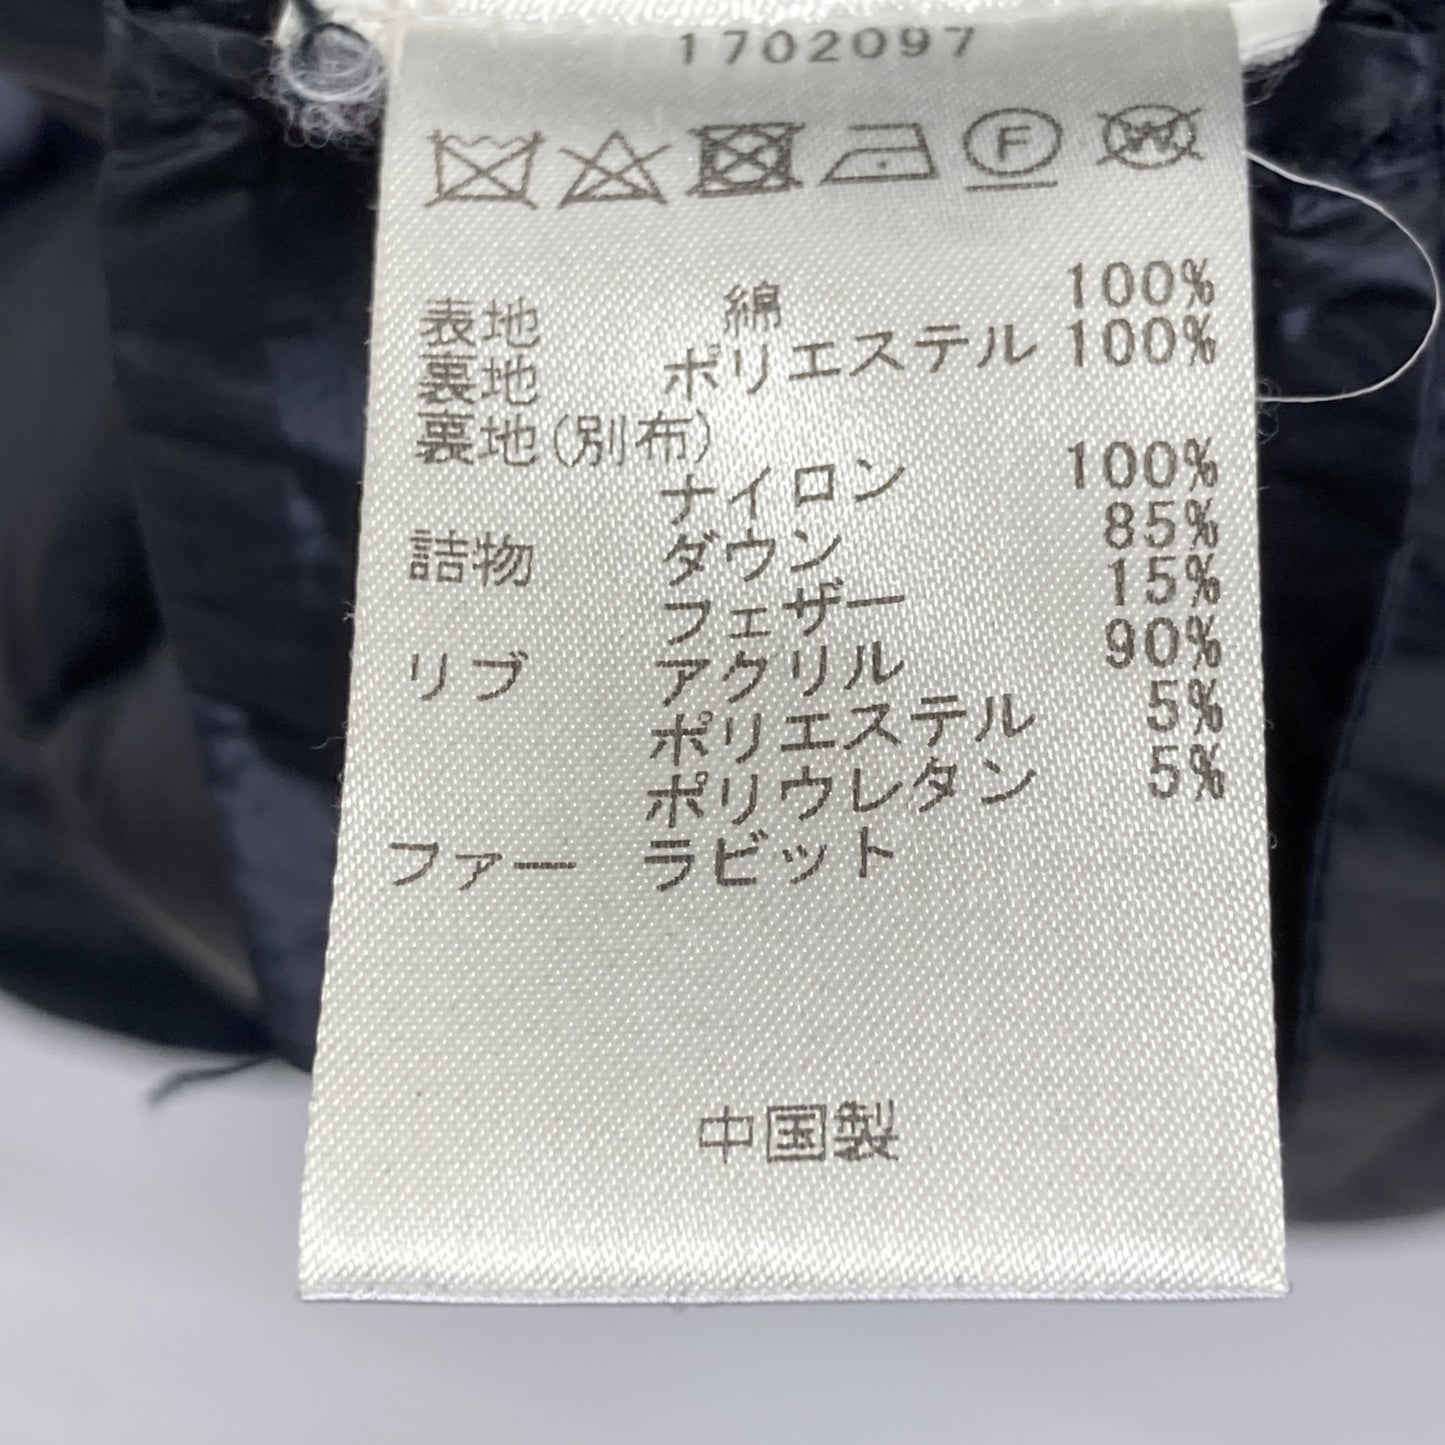 1702097
F
W
表地 綿 100%
裏地 ポリエステル 100%
裏地(別布)
ナイロン 100%
詰物 ダウン 85%
フェザー 15%
リブ アクリル 90%
ポリエステル 5%
ポリウレタン 5%
ファー ラビット
中国製